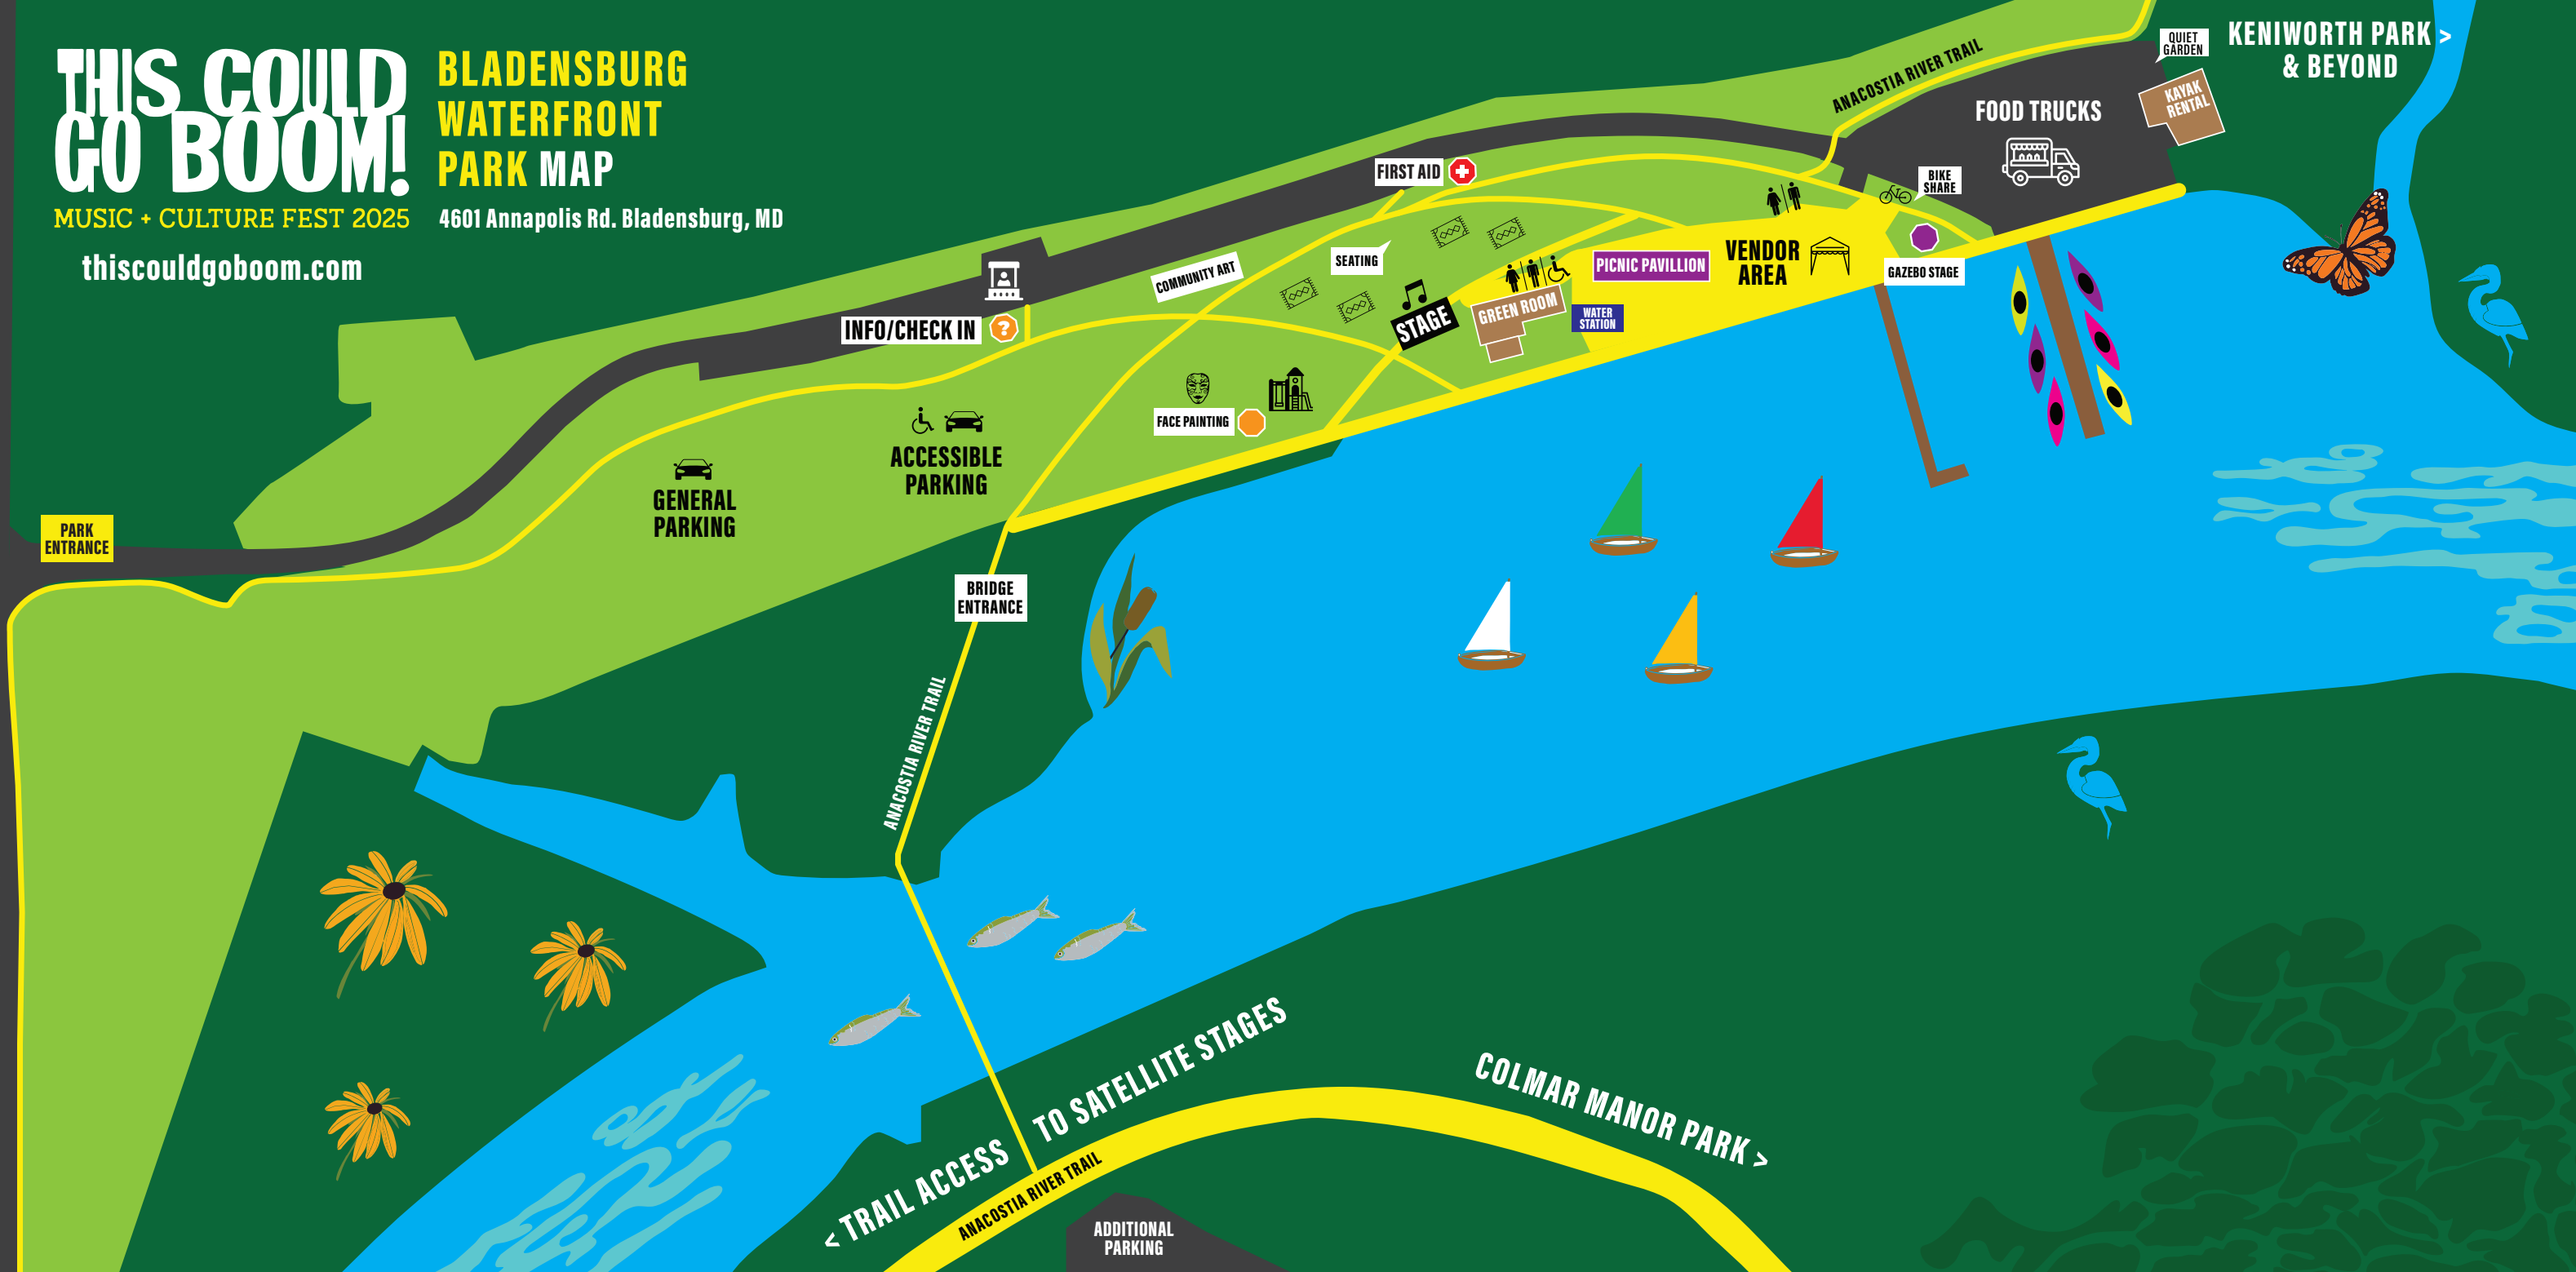 THIS COULD
GO BOOM!
MUSIC + CULTURE FEST 2025
thiscouldgoboom.com
BLADENSBURG
WATERFRONT
PARK MAP
4601 Annapolis Rd. Bladensburg, MD
KENIWORTH PARK >
& BEYOND
QUIET
GARDEN
KAYAK
RENTAL
ANACOSTIA RIVER TRAIL
FOOD TRUCKS
BIKE
SHARE
FIRST AID
SEATING
COMMUNITY ART
PICNIC PAVILLION
VENDOR
AREA
GAZEBO STAGE
STAGE
GREEN ROOM
WATER
STATION
INFO/CHECK IN
?
FACE PAINTING
ACCESSIBLE
PARKING
GENERAL
PARKING
PARK
ENTRANCE
BRIDGE
ENTRANCE
ANACOSTIA RIVER TRAIL
< TRAIL ACCESS TO SATELLITE STAGES
ANACOSTIA RIVER TRAIL
COLMAR MANOR PARK >
ADDITIONAL
PARKING